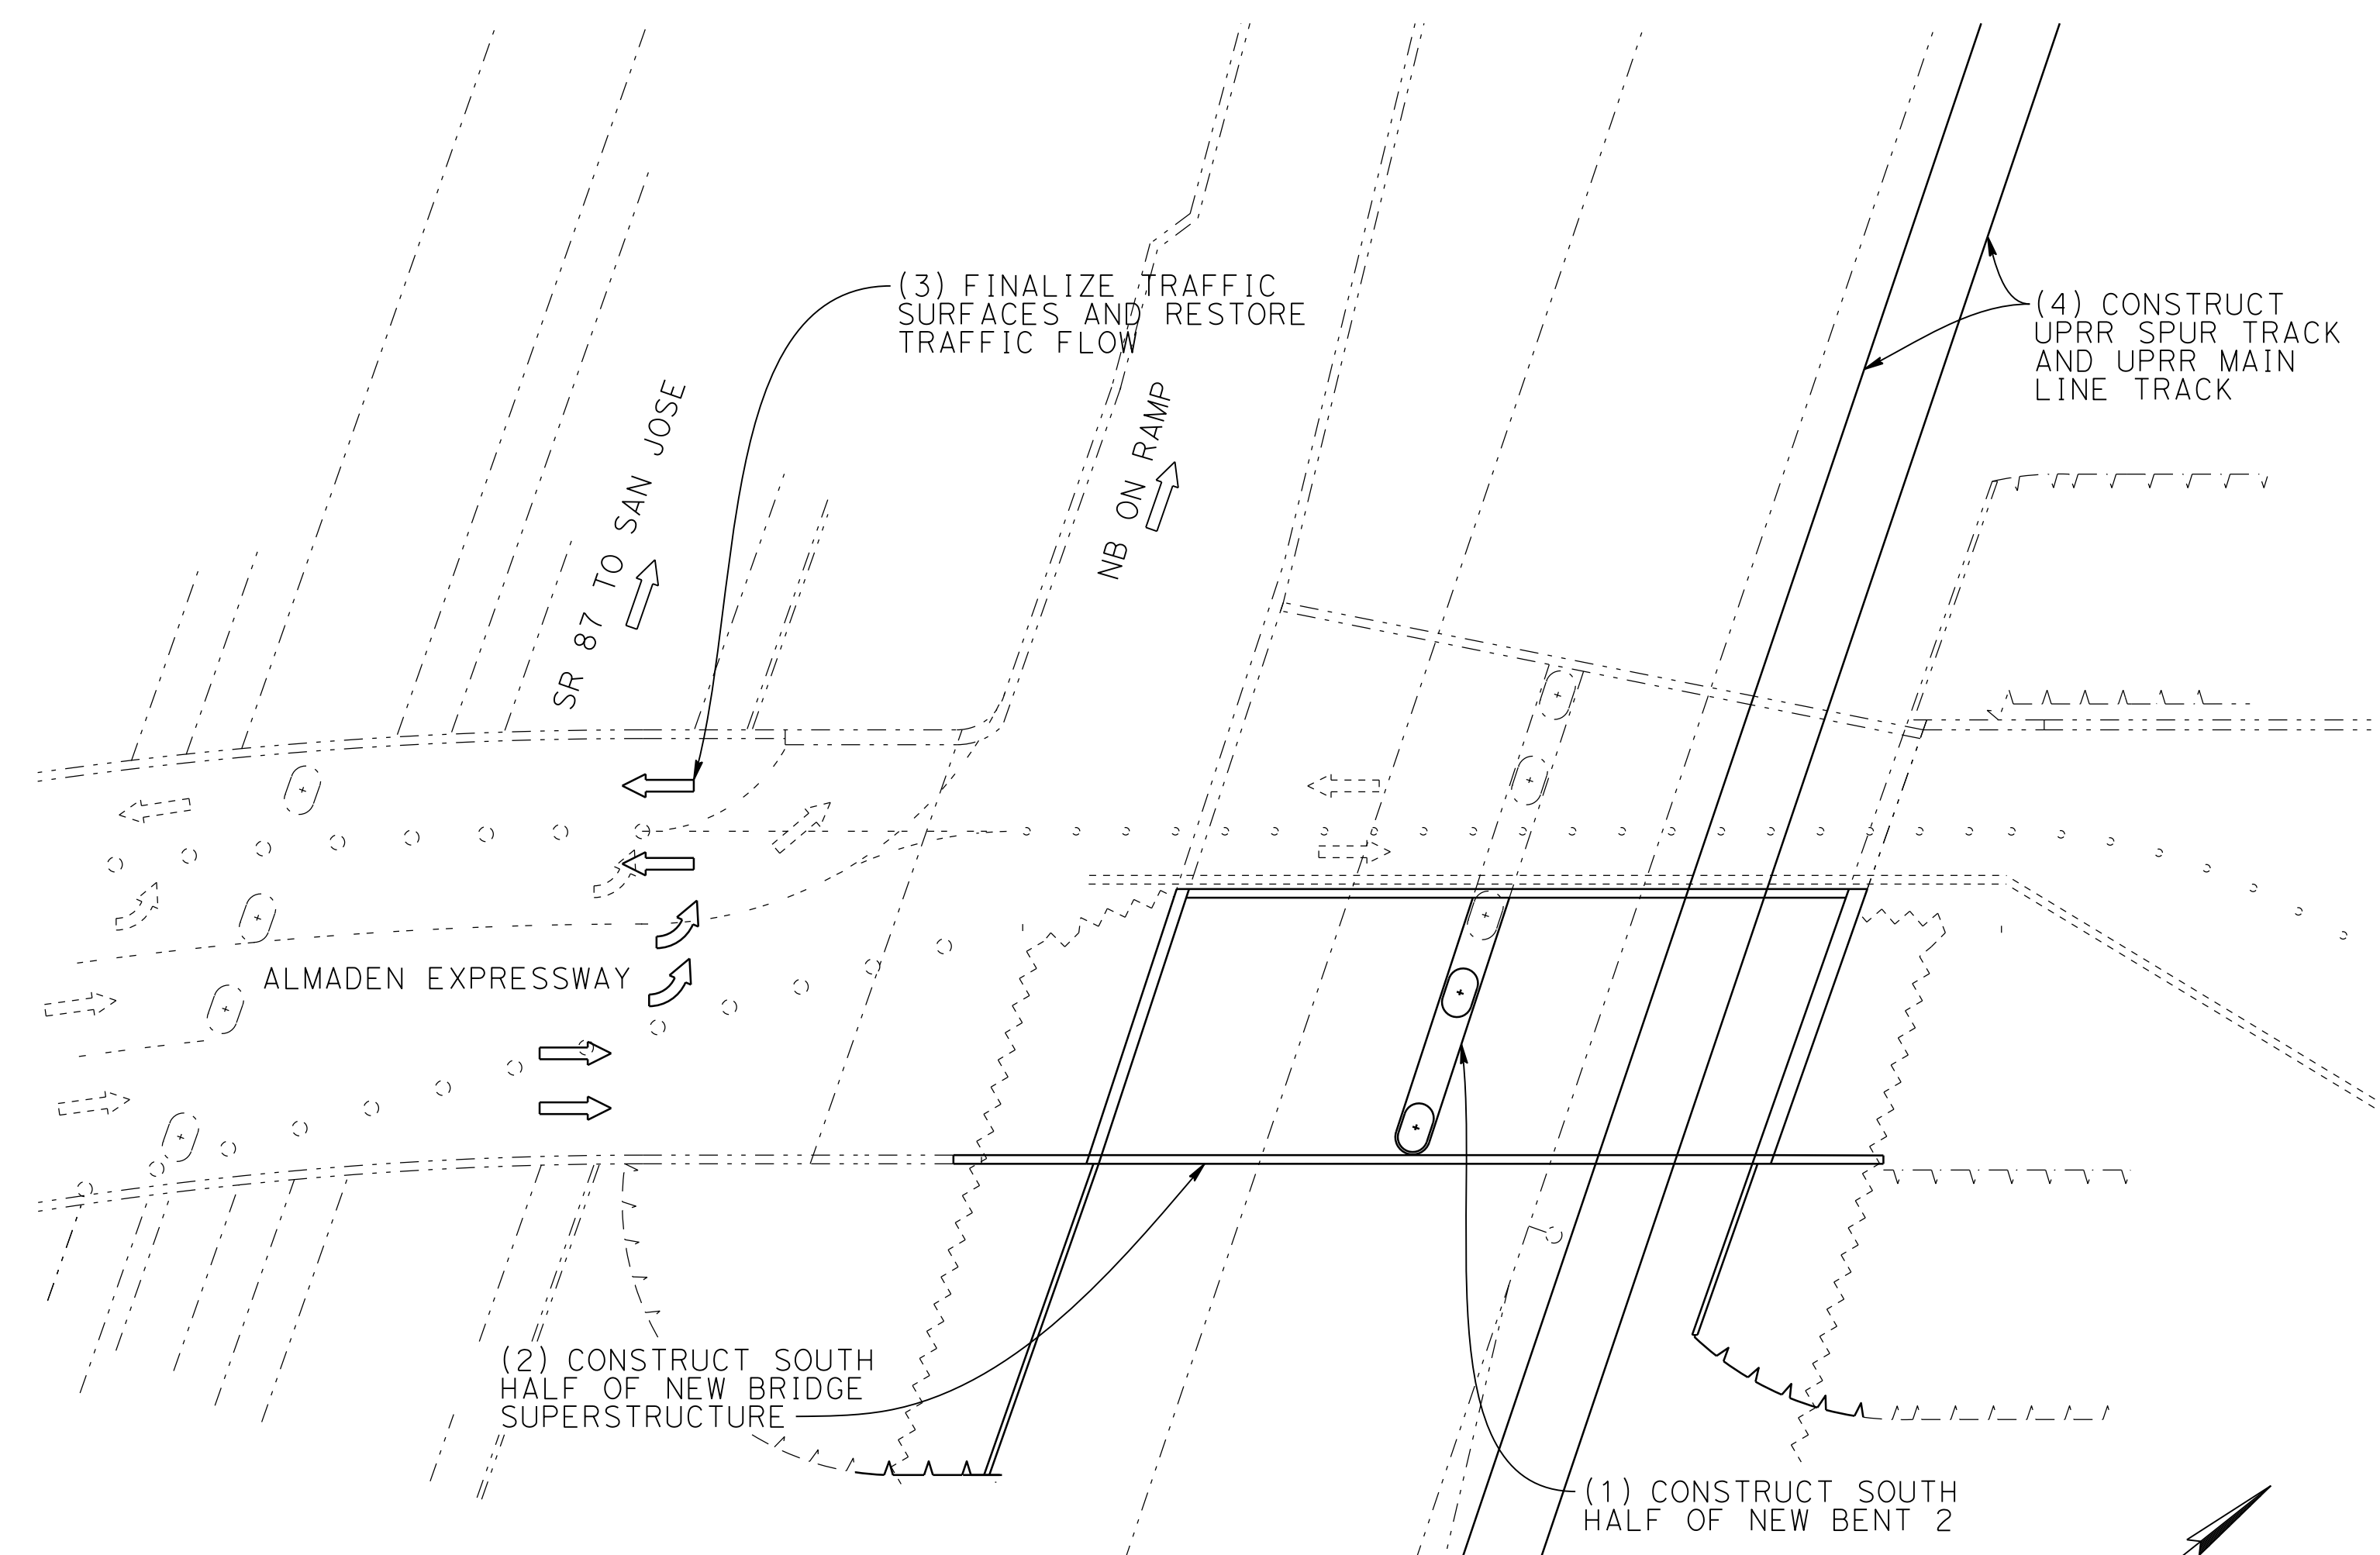 (3) FINALIZE TRAFFIC
SURFACES AND RESTORE
TRAFFIC FLOW
(4) CONSTRUCT
UPRR SPUR TRACK
AND UPRR MAIN
LINE TRACK
SR 87 TO SAN JOSE
NB ON RAMP
ALMADEN EXPRESSWAY
(2) CONSTRUCT SOUTH
HALF OF NEW BRIDGE
SUPERSTRUCTURE
(1) CONSTRUCT SOUTH
HALF OF NEW BENT 2